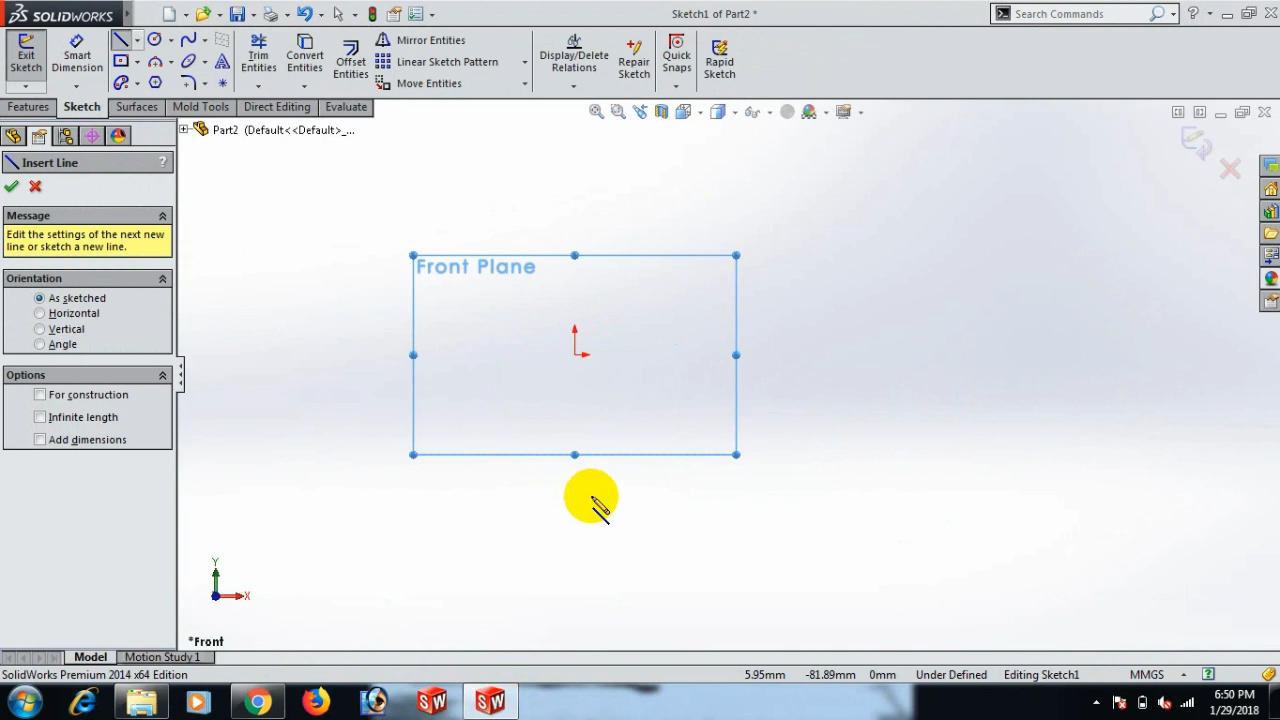 SOLIDWORKS
Sketch1 of Part2 *
Search Commands
Exit Sketch
Smart Dimension
Trim Entities
Convert Entities
Offset Entities
Mirror Entities
Linear Sketch Pattern
Move Entities
Display/Delete Relations
Repair Sketch
Quick Snaps
Rapid Sketch
Features
Sketch
Surfaces
Mold Tools
Direct Editing
Evaluate
Part2 (Default<<Default>_...
Insert Line
?
Message
Edit the settings of the next new
line or sketch a new line.
Orientation
As sketched
Horizontal
Vertical
Angle
Options
For construction
Infinite length
Add dimensions
Front Plane
Y
X
*Front
Model
Motion Study 1
SolidWorks Premium 2014 x64 Edition
5.95mm
-81.89mm
0mm
Under Defined
Editing Sketch1
MMGS
?
SW
SW
6:50 PM
1/29/2018